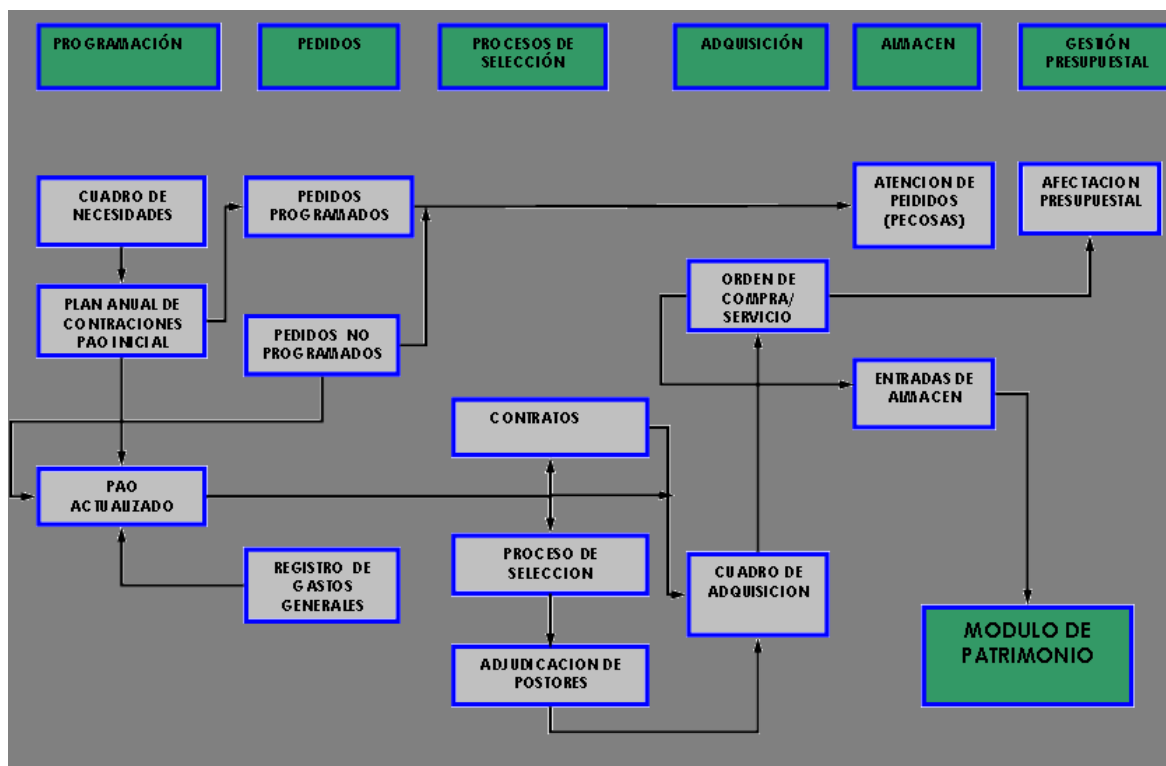 PROGRAMACIÓN
PEDIDOS
PROCESOS DE
SELECCIÓN
ADQUISICIÓN
ALMACEN
GESTIÓN
PRESUPUESTAL
CUADRO DE
NECESIDADES
PEDIDOS
PROGRAMADOS
ATENCION DE
PEIDIDOS
(PECOSAS)
AFECTACION
PRESUPUESTAL
PLAN ANUAL DE
CONTRACIONES
PAO INICIAL
PEDIDOS NO
PROGRAMADOS
ORDEN DE
COMPRA/
SERVICIO
ENTRADAS DE
ALMACEN
CONTRATOS
PAO
ACTUALIZADO
PROCESO DE
SELECCION
CUADRO DE
ADQUISICION
REGISTRO DE
GASTOS
GENERALES
ADJUDICACION DE
POSTORES
MODULO DE
PATRIMONIO